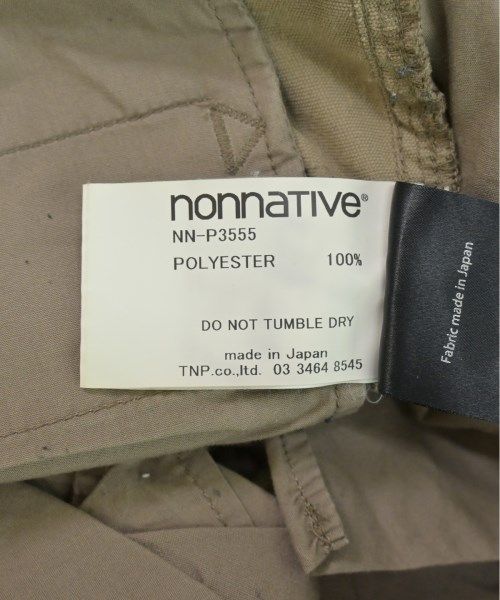 nonnative®
NN-P3555
POLYESTER 100%
DO NOT TUMBLE DRY
made in Japan
TNP.co,.ltd. 03 3464 8545
Fabric made in Japan